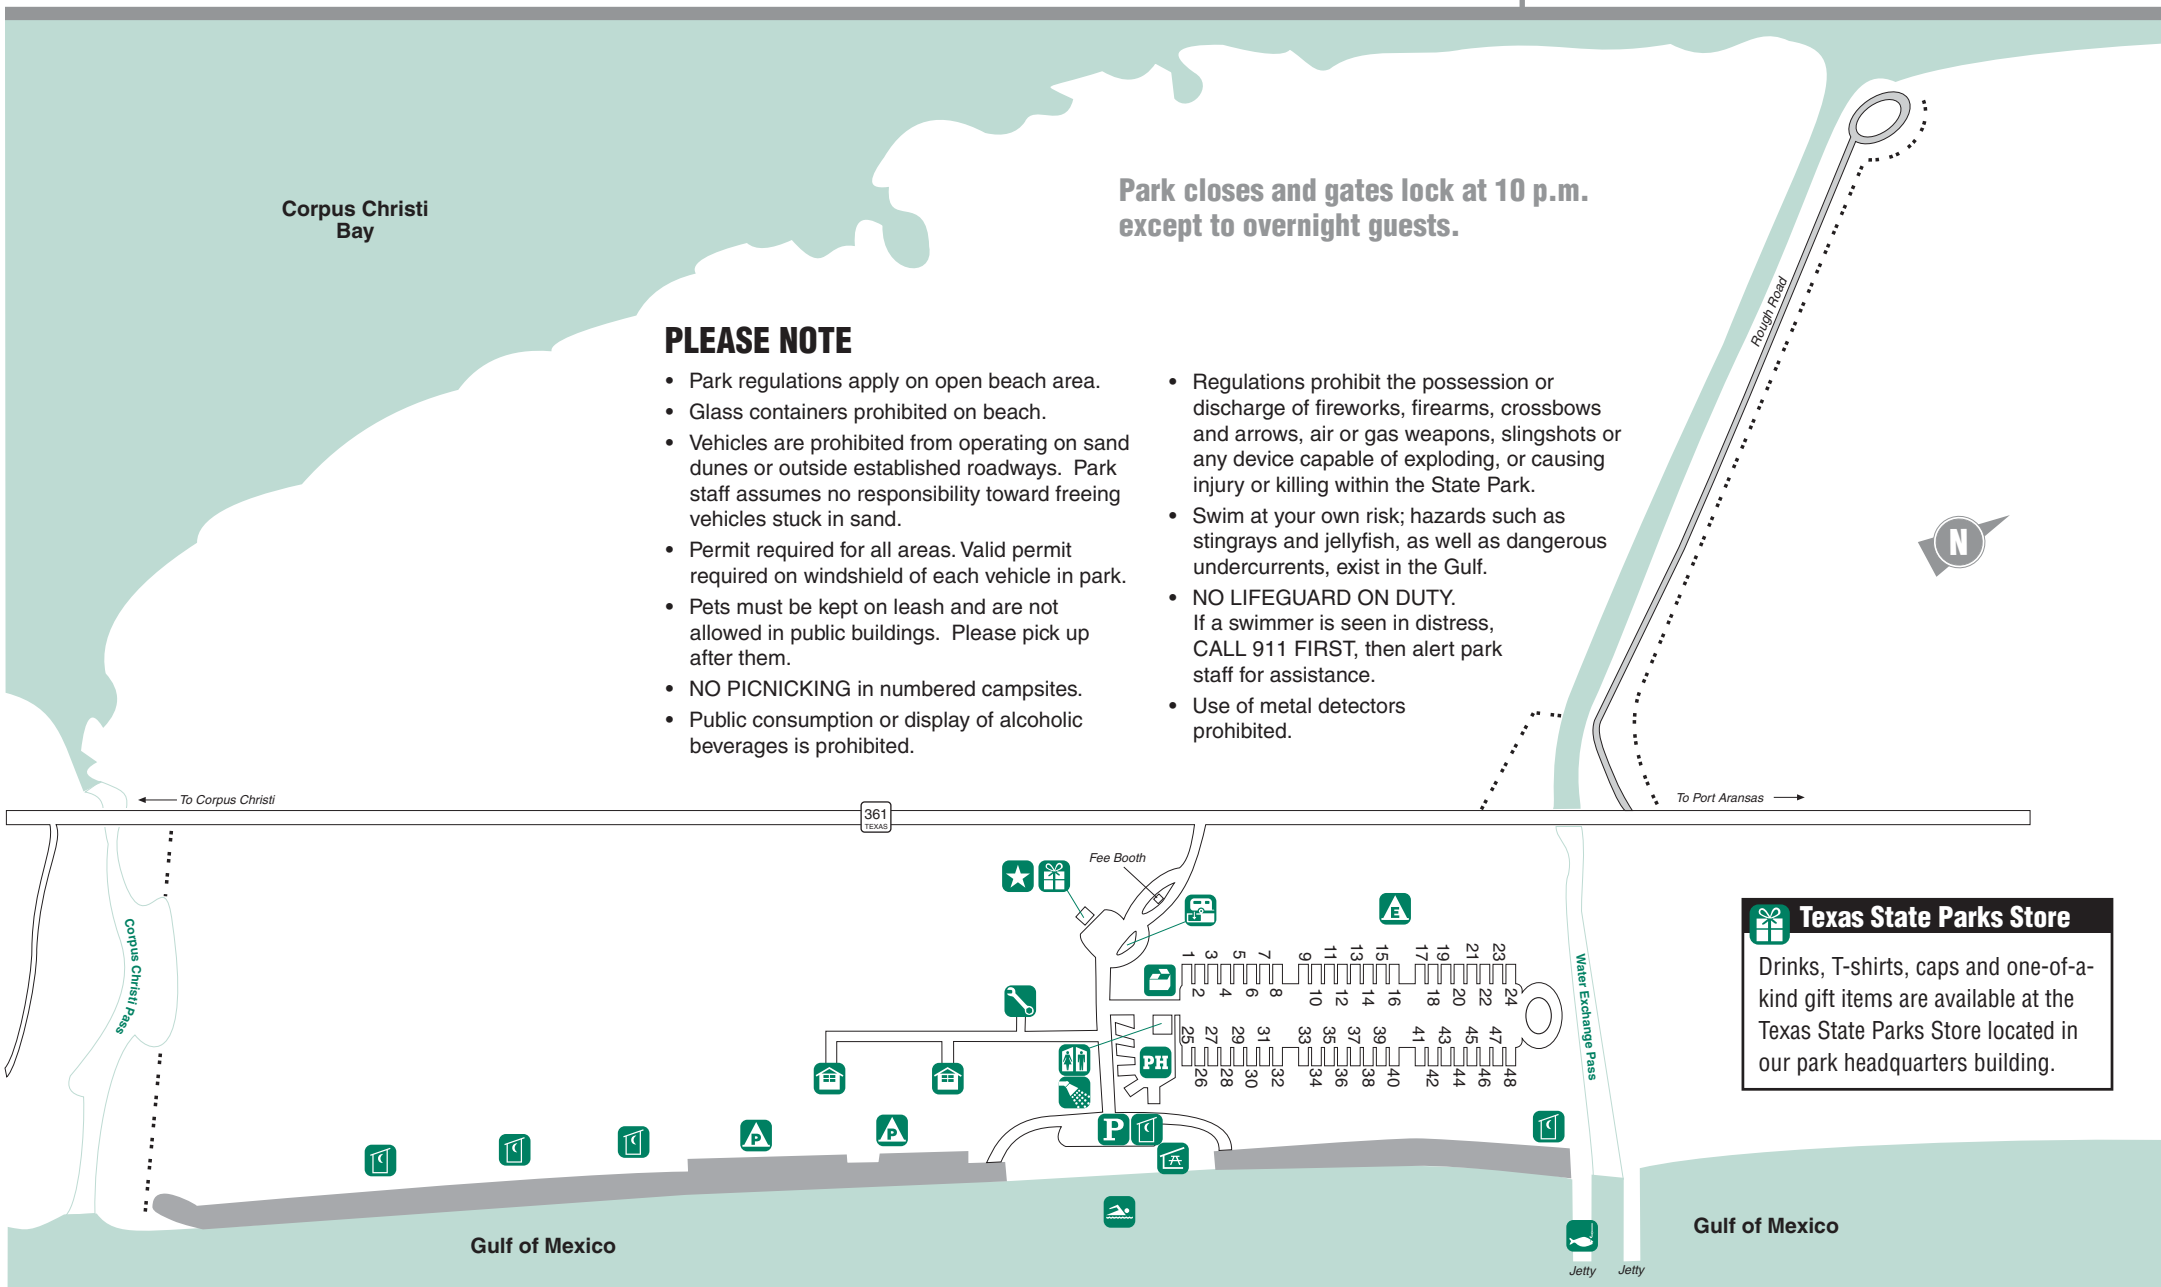 Corpus Christi
Bay
Park closes and gates lock at 10 p.m.
except to overnight guests.
Rough Road
PLEASE NOTE
• Park regulations apply on open beach area.
• Glass containers prohibited on beach.
• Vehicles are prohibited from operating on sand
dunes or outside established roadways. Park
staff assumes no responsibility toward freeing
vehicles stuck in sand.
• Permit required for all areas. Valid permit
required on windshield of each vehicle in park.
• Pets must be kept on leash and are not
allowed in public buildings. Please pick up
after them.
• NO PICNICKING in numbered campsites.
• Public consumption or display of alcoholic
beverages is prohibited.
• Regulations prohibit the possession or
discharge of fireworks, firearms, crossbows
and arrows, air or gas weapons, slingshots or
any device capable of exploding, or causing
injury or killing within the State Park.
• Swim at your own risk; hazards such as
stingrays and jellyfish, as well as dangerous
undercurrents, exist in the Gulf.
• NO LIFEGUARD ON DUTY.
If a swimmer is seen in distress,
CALL 911 FIRST, then alert park
staff for assistance.
• Use of metal detectors
prohibited.
N
To Corpus Christi
To Port Aransas
361
TEXAS
Fee Booth
E
Corpus Christi Pass
Water Exchange Pass
1 3 5 7 9 11 13 15 17 19 21 23
2 4 6 8 10 12 14 16 18 20 22 24
25 27 29 31 33 35 37 39 41 43 45 47
26 28 30 32 34 36 38 40 42 44 46 48
PH
P
P
P
Texas State Parks Store
Drinks, T-shirts, caps and one-of-a-
kind gift items are available at the
Texas State Parks Store located in
our park headquarters building.
Gulf of Mexico
Gulf of Mexico
Jetty
Jetty